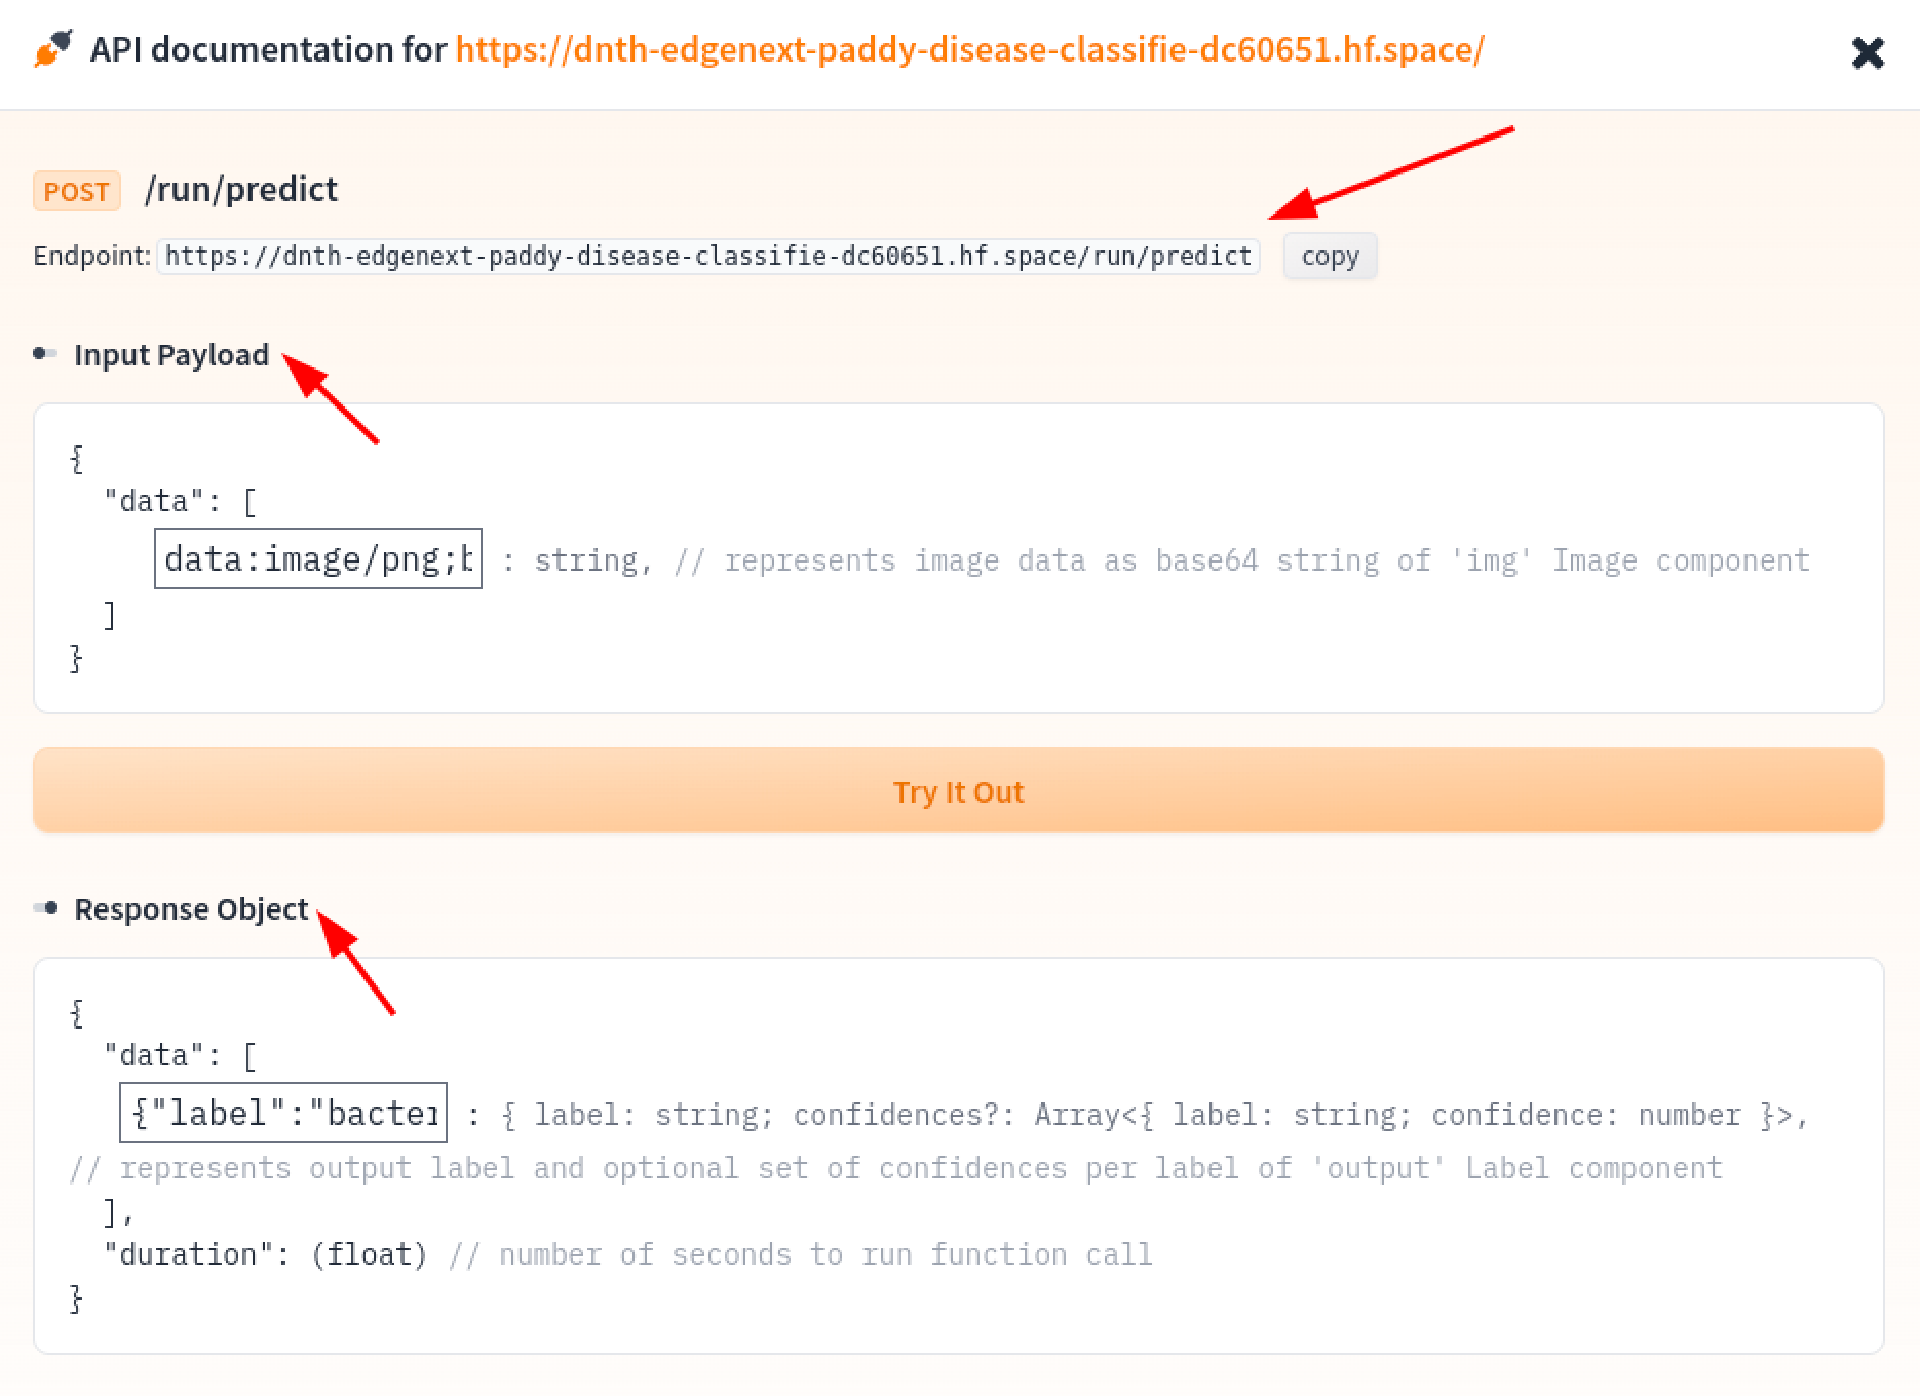 API documentation for https://dnth-edgenext-paddy-disease-classifie-dc60651.hf.space/
POST /run/predict
Endpoint: https://dnth-edgenext-paddy-disease-classifie-dc60651.hf.space/run/predict copy
Input Payload
{
"data": [
data:image/png;b : string, // represents image data as base64 string of 'img' Image component
]
}
Try It Out
Response Object
{
"data": [
{"label":"bacter : { label: string; confidences?: Array<{ label: string; confidence: number }>,
// represents output label and optional set of confidences per label of 'output' Label component
],
"duration": (float) // number of seconds to run function call
}